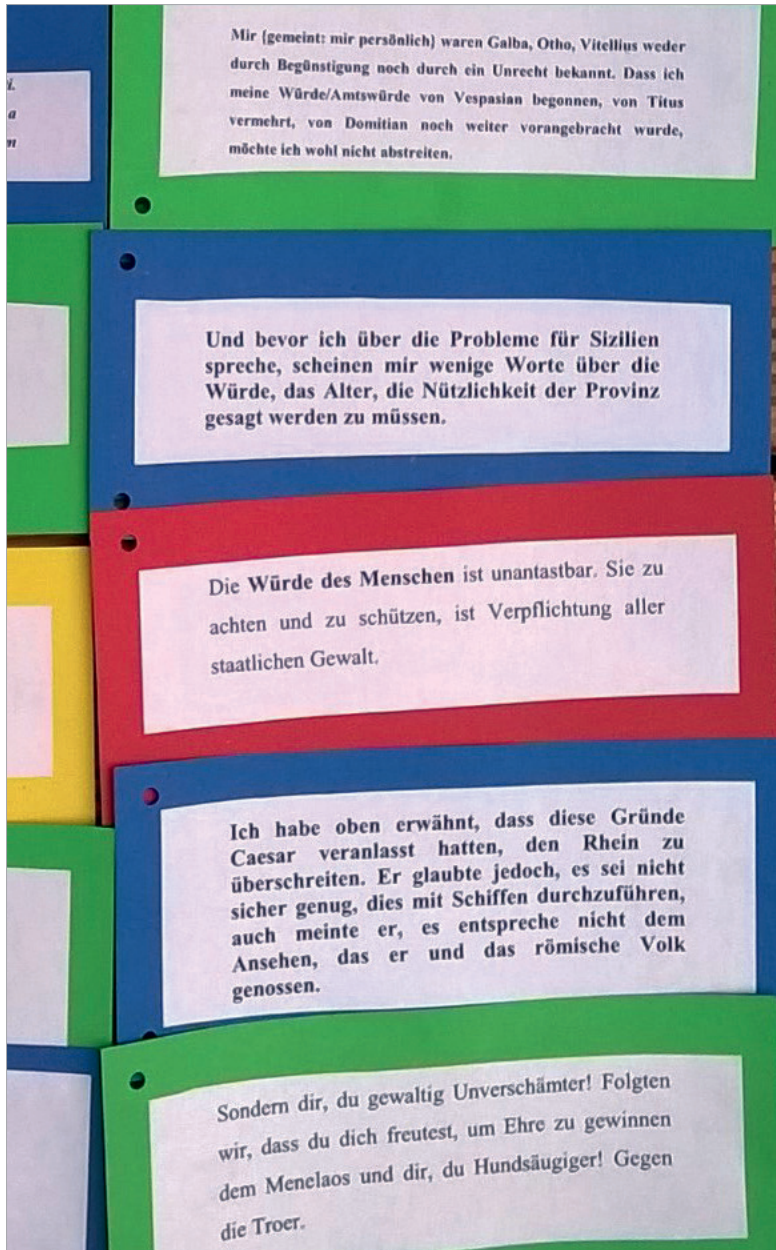 i.
a
n
Mir (gemeint: mir persönlich) waren Galba, Otho, Vitellius weder
durch Begünstigung noch durch ein Unrecht bekannt. Dass ich
meine Würde/Amtswürde von Vespasian begonnen, von Titus
vermehrt, von Domitian noch weiter vorangebracht wurde,
möchte ich wohl nicht abstreiten.
Und bevor ich über die Probleme für Sizilien
spreche, scheinen mir wenige Worte über die
Würde, das Alter, die Nützlichkeit der Provinz
gesagt werden zu müssen.
Die Würde des Menschen ist unantastbar. Sie zu
achten und zu schützen, ist Verpflichtung aller
staatlichen Gewalt.
Ich habe oben erwähnt, dass diese Gründe
Caesar veranlasst hatten, den Rhein zu
überschreiten. Er glaubte jedoch, es sei nicht
sicher genug, dies mit Schiffen durchzuführen,
auch meinte er, es entspreche nicht dem
Ansehen, das er und das römische Volk
genossen.
Sondern dir, du gewaltig Unverschämter! Folgten
wir, dass du dich freutest, um Ehre zu gewinnen
dem Menelaos und dir, du Hundsäugiger! Gegen
die Troer.